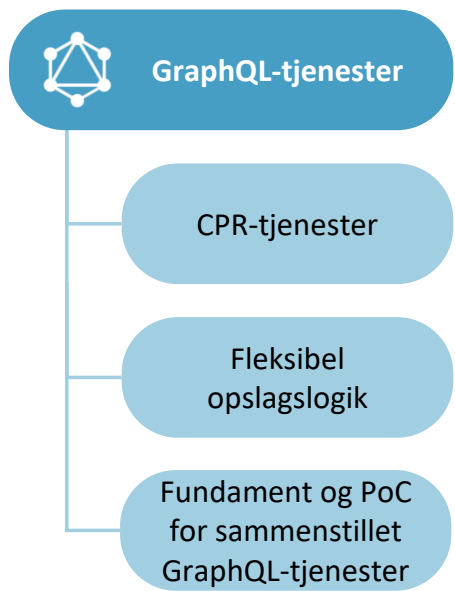 GraphQL-tjenester
CPR-tjenester
Fleksibel
opslagslogik
Fundament og PoC
for sammenstillet
GraphQL-tjenester